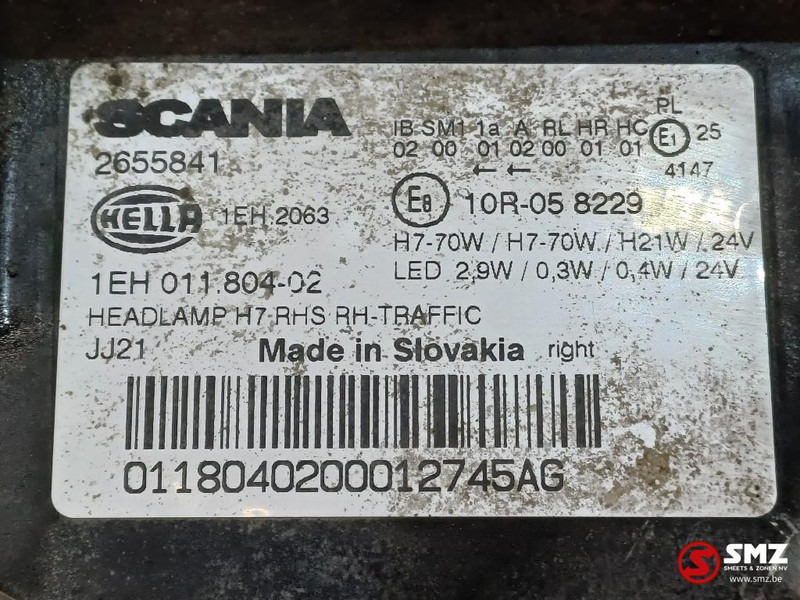 SCANIA
2655841
HELLA
1EH.2063
1EH 011.804-02
HEADLAMP H7 RHS RH-TRAFFIC
JJ21
Made in Slovakia right
01180402000012745AG
IB SM1 1a A RL HR HC PL
02 00 01 02 00 01 01 E1 25
← ← 4147
E8 10R-05 8229
H7-70W / H7-70W / H21W / 24V
LED 2,9W / 0,3W / 0,4W / 24V
SMZ
SHEETS & ZONEN NV
www.smz.be